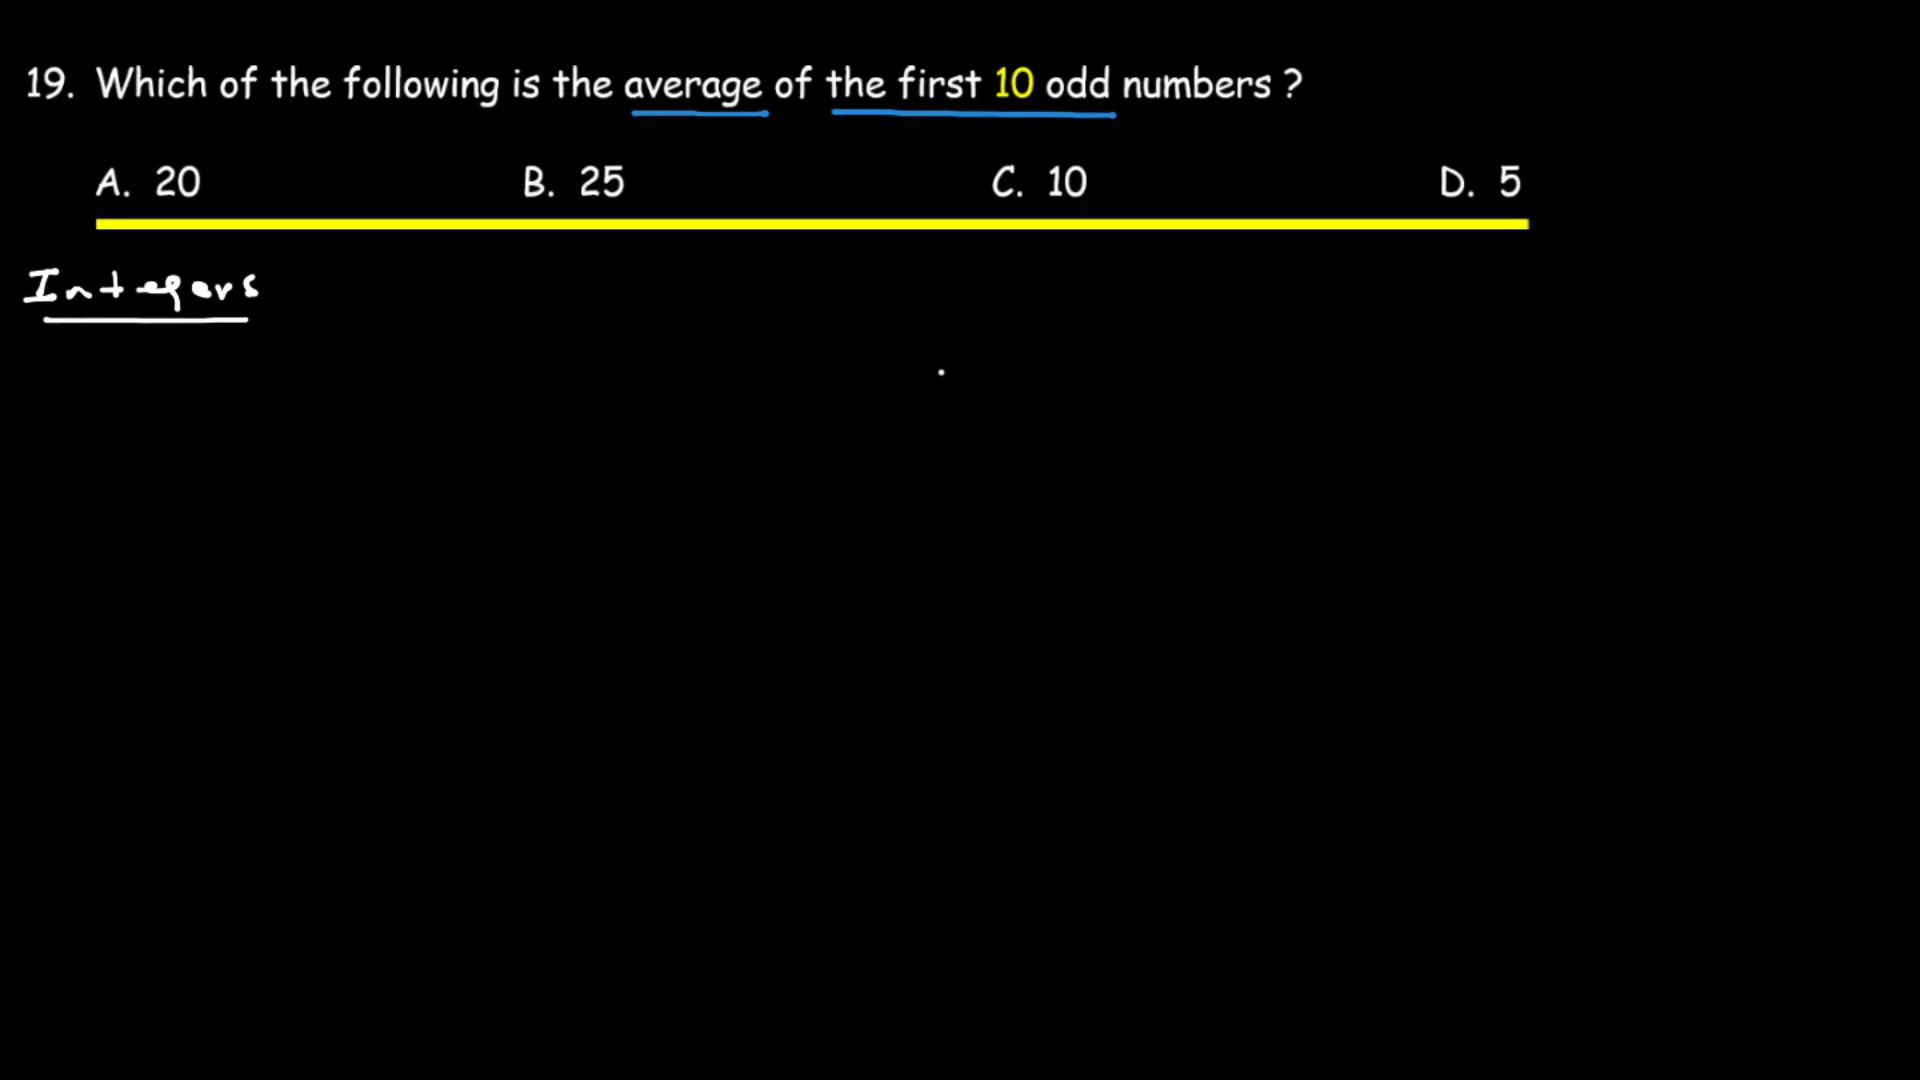 19. Which of the following is the average of the first 10 odd numbers ?
A. 20 B. 25 C. 10 D. 5
Integers